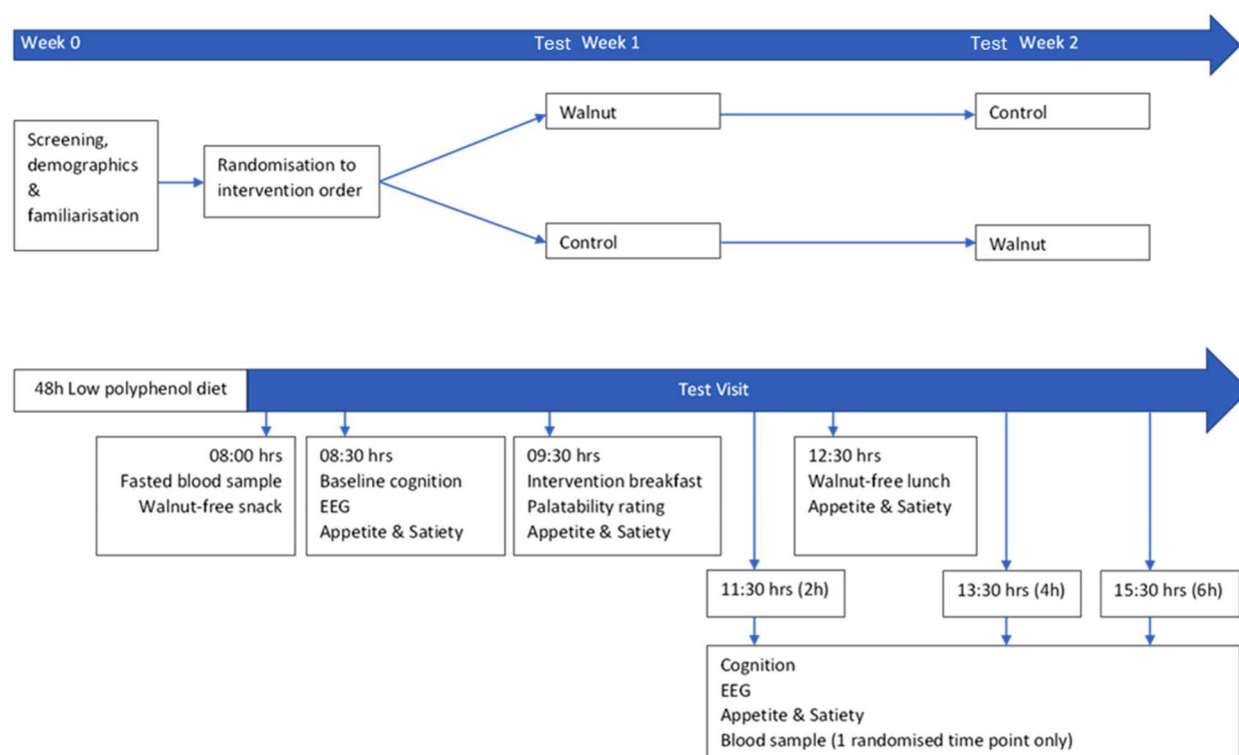 Week 0
Test Week 1
Test Week 2
Screening,
demographics
&
familiarisation
Randomisation to
intervention order
Walnut
Control
Control
Walnut
48h Low polyphenol diet
Test Visit
08:00 hrs
Fasted blood sample
Walnut-free snack
08:30 hrs
Baseline cognition
EEG
Appetite & Satiety
09:30 hrs
Intervention breakfast
Palatability rating
Appetite & Satiety
12:30 hrs
Walnut-free lunch
Appetite & Satiety
11:30 hrs (2h)
13:30 hrs (4h)
15:30 hrs (6h)
Cognition
EEG
Appetite & Satiety
Blood sample (1 randomised time point only)